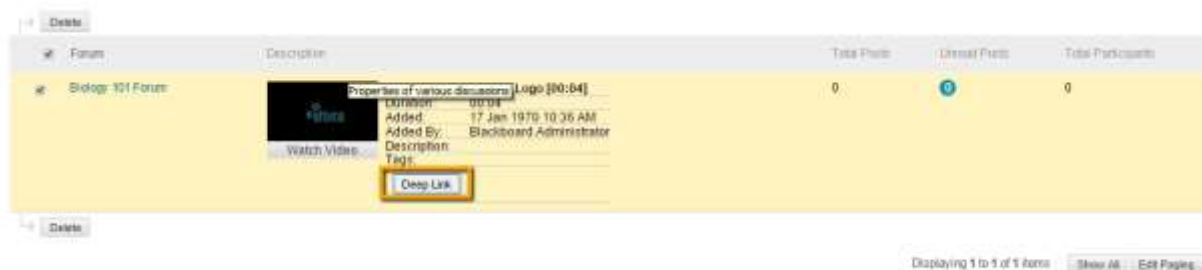 Delete
Forum Description Total Posts Unread Posts Total Participants
Biology 101 Forum
Properties of various discussions Logo [00:04] 0 0 0
Duration: 00:04
Added: 17 Jan 1970 10:36 AM
Added By: Blackboard Administrator
Watch Video
Description:
Tags:
Deep Link
Delete
Displaying 1 to 1 of 1 items Show All Edit Paging